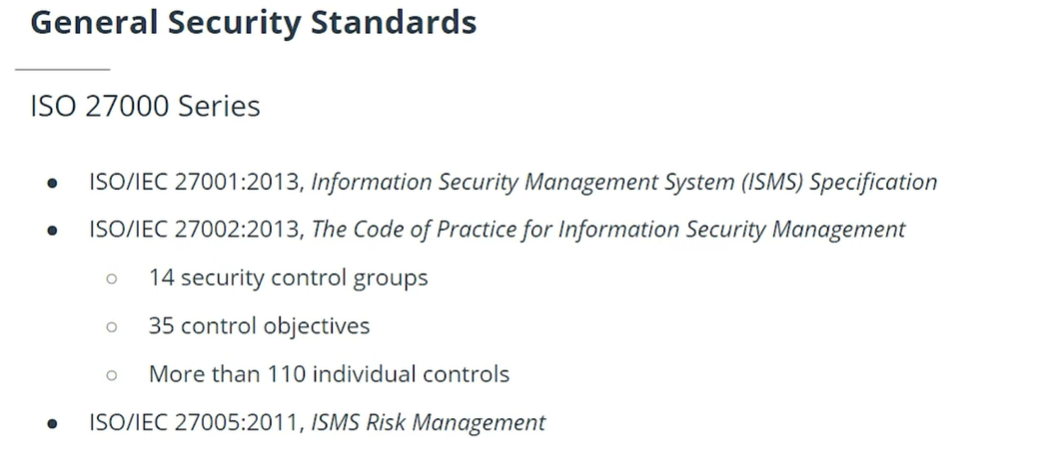 General Security Standards
ISO 27000 Series
● ISO/IEC 27001:2013, Information Security Management System (ISMS) Specification
● ISO/IEC 27002:2013, The Code of Practice for Information Security Management
○ 14 security control groups
○ 35 control objectives
○ More than 110 individual controls
● ISO/IEC 27005:2011, ISMS Risk Management